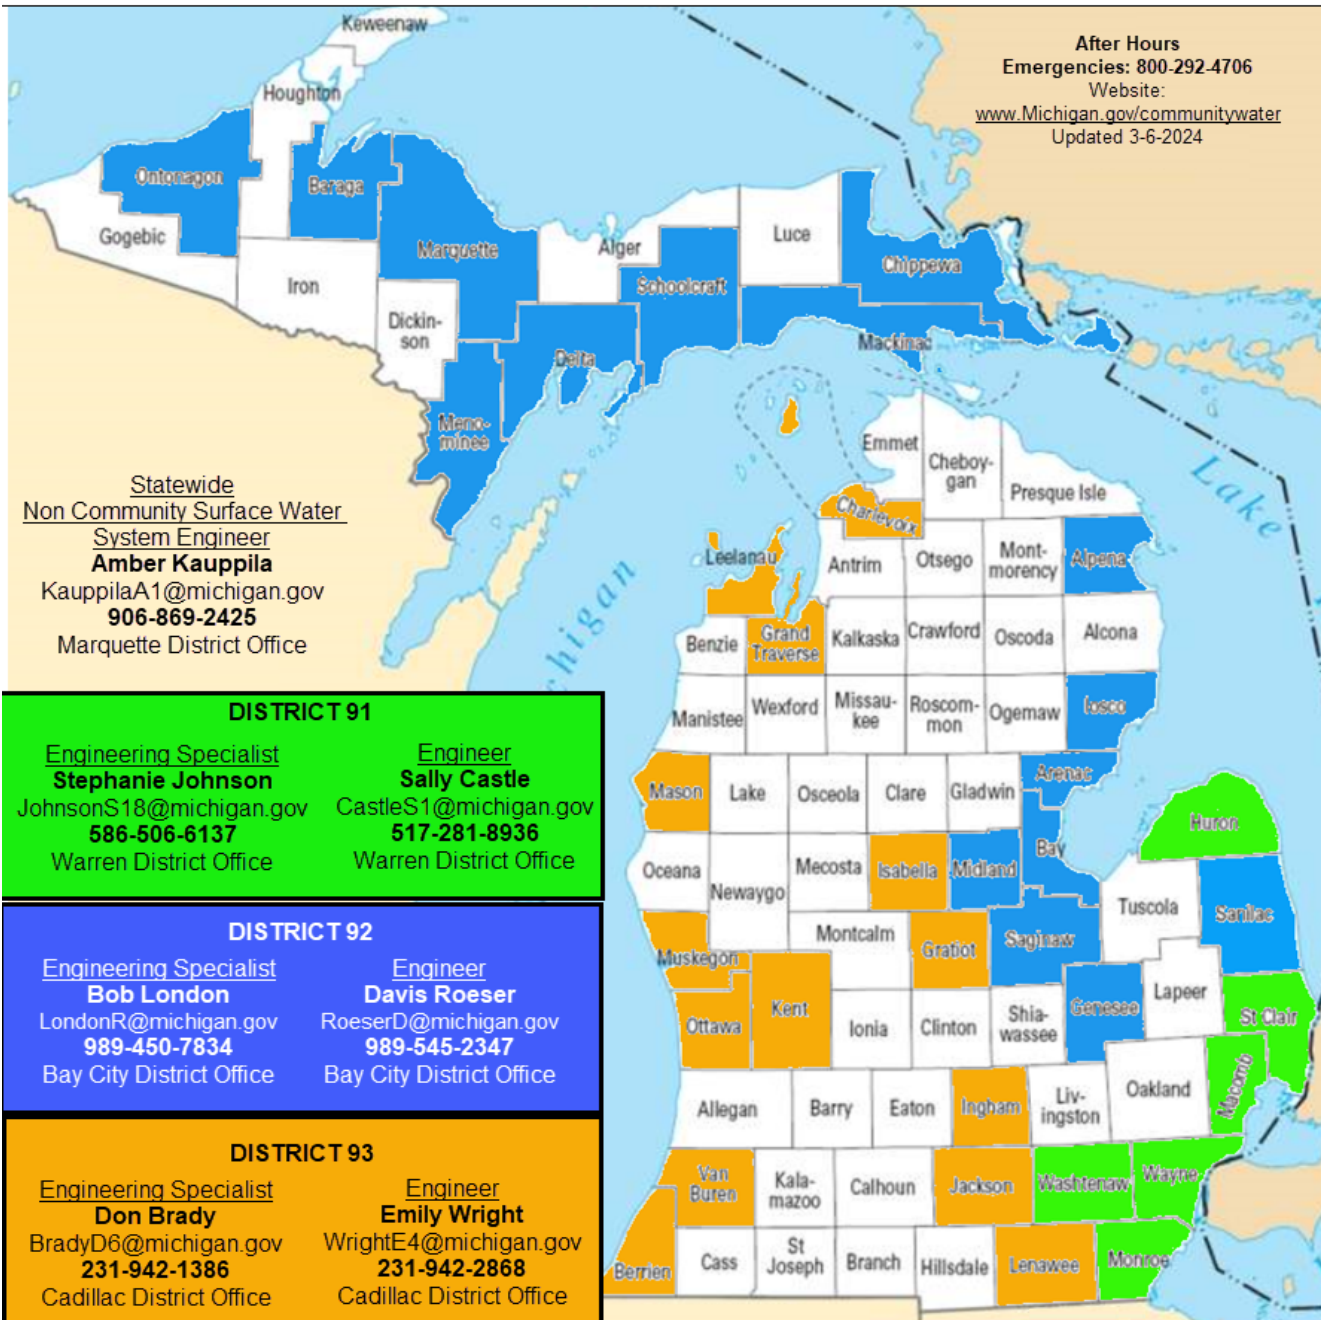 Keweenaw
After Hours
Emergencies: 800-292-4706
Website:
www.Michigan.gov/communitywater
Updated 3-6-2024
Houghton
Ontonagon
Baraga
Gogebic
Marquette
Alger
Luce
Chippewa
Iron
Schoolcraft
Dickin-
son
Delta
Mackinac
Meno-
minee
Emmet
Cheboy-
gan
Presque Isle
Lake
Statewide
Non Community Surface Water
System Engineer
Amber Kauppila
KauppilaA1@michigan.gov
906-869-2425
Marquette District Office
Charlevoix
Leelanau
Antrim
Otsego
Mont-
morency
Alpena
chigan
Benzie
Grand
Traverse
Kalkaska
Crawford
Oscoda
Alcona
Manistee
Wexford
Missau-
kee
Roscom-
mon
Ogemaw
Iosco
DISTRICT 91
Engineering Specialist
Stephanie Johnson
JohnsonS18@michigan.gov
586-506-6137
Warren District Office
Engineer
Sally Castle
CastleS1@michigan.gov
517-281-8936
Warren District Office
Mason
Lake
Osceola
Clare
Gladwin
Arenac
Huron
Oceana
Newaygo
Mecosta
Isabella
Midland
Bay
Tuscola
Sanilac
DISTRICT 92
Engineering Specialist
Bob London
LondonR@michigan.gov
989-450-7834
Bay City District Office
Engineer
Davis Roeser
RoeserD@michigan.gov
989-545-2347
Bay City District Office
Muskegon
Montcalm
Gratiot
Saginaw
Ottawa
Kent
Ionia
Clinton
Shia-
wassee
Genesee
Lapeer
St Clair
Allegan
Barry
Eaton
Ingham
Liv-
ingston
Oakland
Macomb
DISTRICT 93
Engineering Specialist
Don Brady
BradyD6@michigan.gov
231-942-1386
Cadillac District Office
Engineer
Emily Wright
WrightE4@michigan.gov
231-942-2868
Cadillac District Office
Van
Buren
Kala-
mazoo
Calhoun
Jackson
Washtenaw
Wayne
Berrien
Cass
St
Joseph
Branch
Hillsdale
Lenawee
Monroe